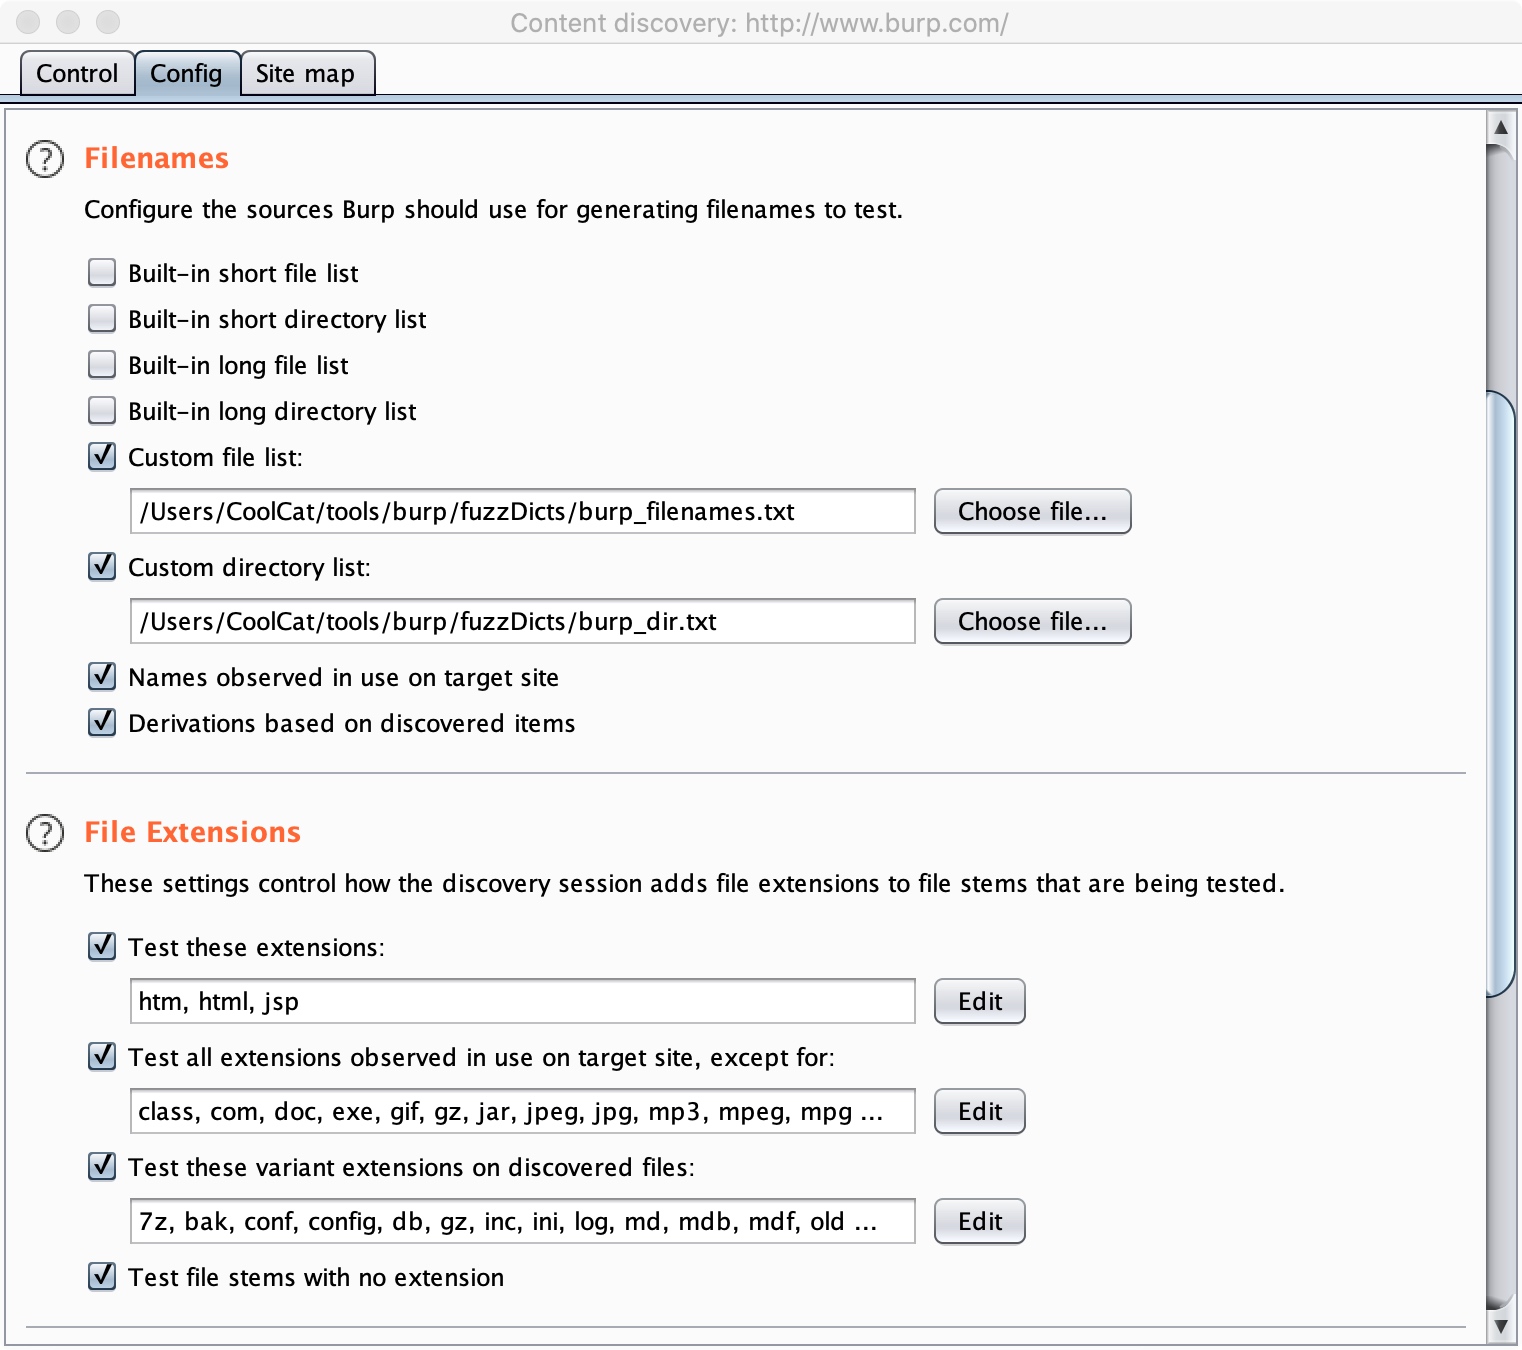 Content discovery: http://www.burp.com/
Control Config Site map
? Filenames
Configure the sources Burp should use for generating filenames to test.
Built-in short file list
Built-in short directory list
Built-in long file list
Built-in long directory list
Custom file list:
/Users/CoolCat/tools/burp/fuzzDicts/burp_filenames.txt Choose file...
Custom directory list:
/Users/CoolCat/tools/burp/fuzzDicts/burp_dir.txt Choose file...
Names observed in use on target site
Derivations based on discovered items
? File Extensions
These settings control how the discovery session adds file extensions to file stems that are being tested.
Test these extensions:
htm, html, jsp Edit
Test all extensions observed in use on target site, except for:
class, com, doc, exe, gif, gz, jar, jpeg, jpg, mp3, mpeg, mpg ... Edit
Test these variant extensions on discovered files:
7z, bak, conf, config, db, gz, inc, ini, log, md, mdb, mdf, old ... Edit
Test file stems with no extension